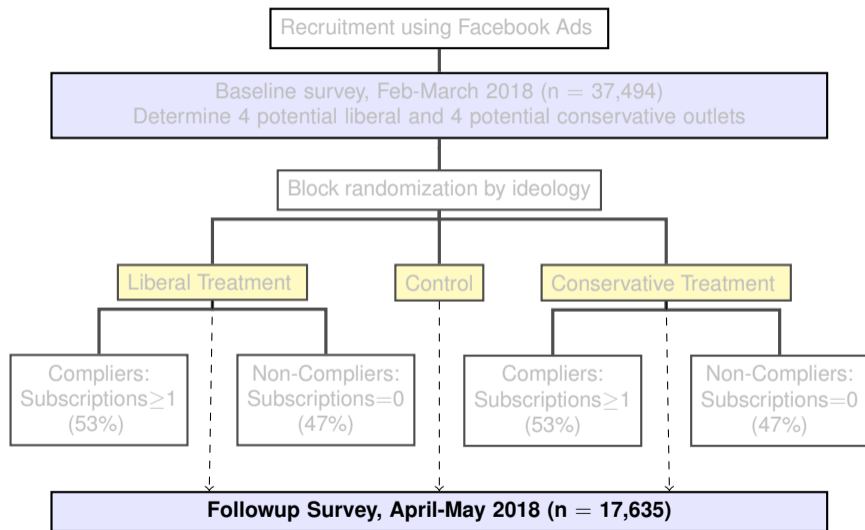 Recruitment using Facebook Ads
Baseline survey, Feb-March 2018 (n = 37,494)
Determine 4 potential liberal and 4 potential conservative outlets
Block randomization by ideology
Liberal Treatment
Control
Conservative Treatment
Compliers:
Subscriptions≥1
(53%)
Non-Compliers:
Subscriptions=0
(47%)
Compliers:
Subscriptions≥1
(53%)
Non-Compliers:
Subscriptions=0
(47%)
Followup Survey, April-May 2018 (n = 17,635)